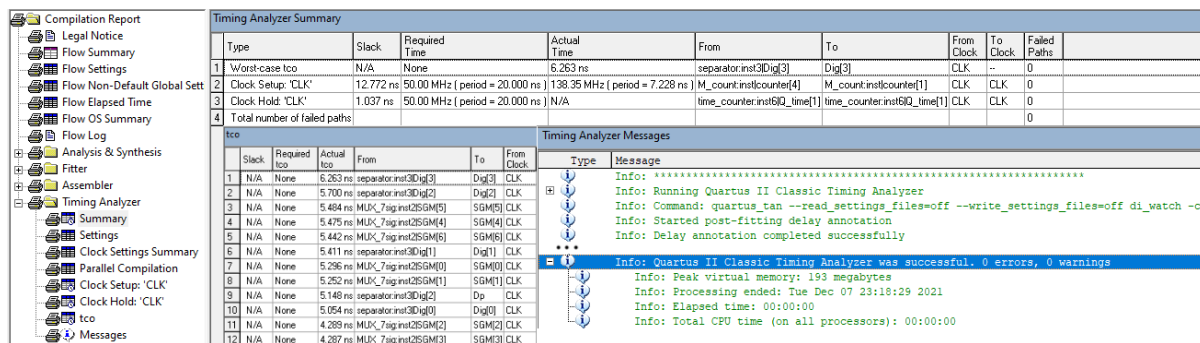 Compilation Report
Legal Notice
Flow Summary
Flow Settings
Flow Non-Default Global Sett
Flow Elapsed Time
Flow OS Summary
Flow Log
Analysis & Synthesis
Fitter
Assembler
Timing Analyzer
Summary
Settings
Clock Settings Summary
Parallel Compilation
Clock Setup: 'CLK'
Clock Hold: 'CLK'
tco
Messages
Timing Analyzer Summary
Type Slack Required Time Actual Time From To From Clock To Clock Failed Paths
1 Worst-case tco N/A None 6.263 ns separator:inst3|Dig[3] Dig[3] CLK -- 0
2 Clock Setup: 'CLK' 12.772 ns 50.00 MHz ( period = 20.000 ns ) 138.35 MHz ( period = 7.228 ns ) M_count:inst|counter[4] M_count:inst|counter[1] CLK CLK 0
3 Clock Hold: 'CLK' 1.037 ns 50.00 MHz ( period = 20.000 ns ) N/A time_counter:inst6|Q_time[1] time_counter:inst6|Q_time[1] CLK CLK 0
4 Total number of failed paths 0
tco
Slack Required tco Actual tco From To From Clock
1 N/A None 6.263 ns separator:inst3|Dig[3] Dig[3] CLK
2 N/A None 5.700 ns separator:inst3|Dig[2] Dig[2] CLK
3 N/A None 5.484 ns MUX_7sig:inst2|SGM[5] SGM[5] CLK
4 N/A None 5.475 ns MUX_7sig:inst2|SGM[4] SGM[4] CLK
5 N/A None 5.442 ns MUX_7sig:inst2|SGM[6] SGM[6] CLK
6 N/A None 5.411 ns separator:inst3|Dig[1] Dig[1] CLK
7 N/A None 5.296 ns MUX_7sig:inst2|SGM[0] SGM[0] CLK
8 N/A None 5.252 ns MUX_7sig:inst2|SGM[1] SGM[1] CLK
9 N/A None 5.148 ns separator:inst3|Dig[2] Dp CLK
10 N/A None 5.054 ns separator:inst3|Dig[0] Dig[0] CLK
11 N/A None 4.289 ns MUX_7sig:inst2|SGM[2] SGM[2] CLK
12 N/A None 4.287 ns MUX_7sig:inst2|SGM[3] SGM[3] CLK
Timing Analyzer Messages
Type Message
Info: *******************************************************************
Info: Running Quartus II Classic Timing Analyzer
Info: Command: quartus_tan --read_settings_files=off --write_settings_files=off di_watch -c
Info: Started post-fitting delay annotation
Info: Delay annotation completed successfully
•••
Info: Quartus II Classic Timing Analyzer was successful. 0 errors, 0 warnings
Info: Peak virtual memory: 193 megabytes
Info: Processing ended: Tue Dec 07 23:18:29 2021
Info: Elapsed time: 00:00:00
Info: Total CPU time (on all processors): 00:00:00